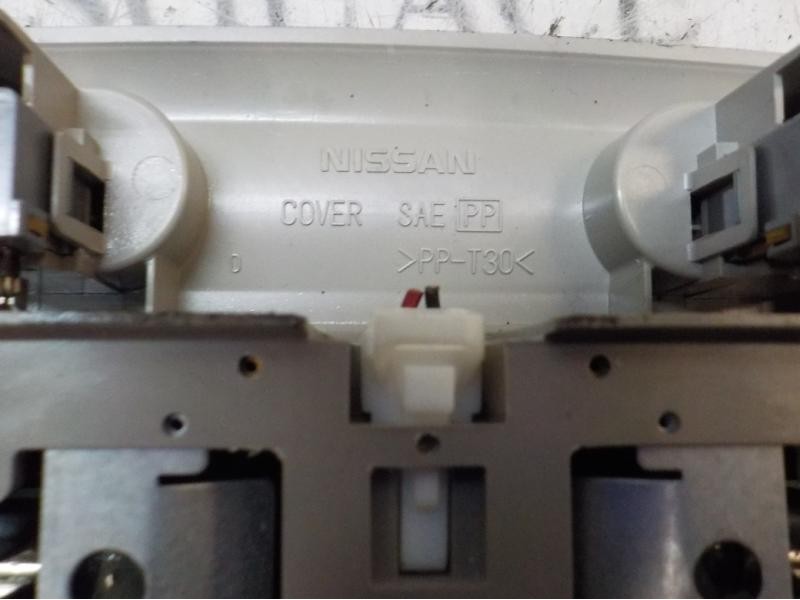 NISSAN
COVER SAE PP
D >PP-T30<